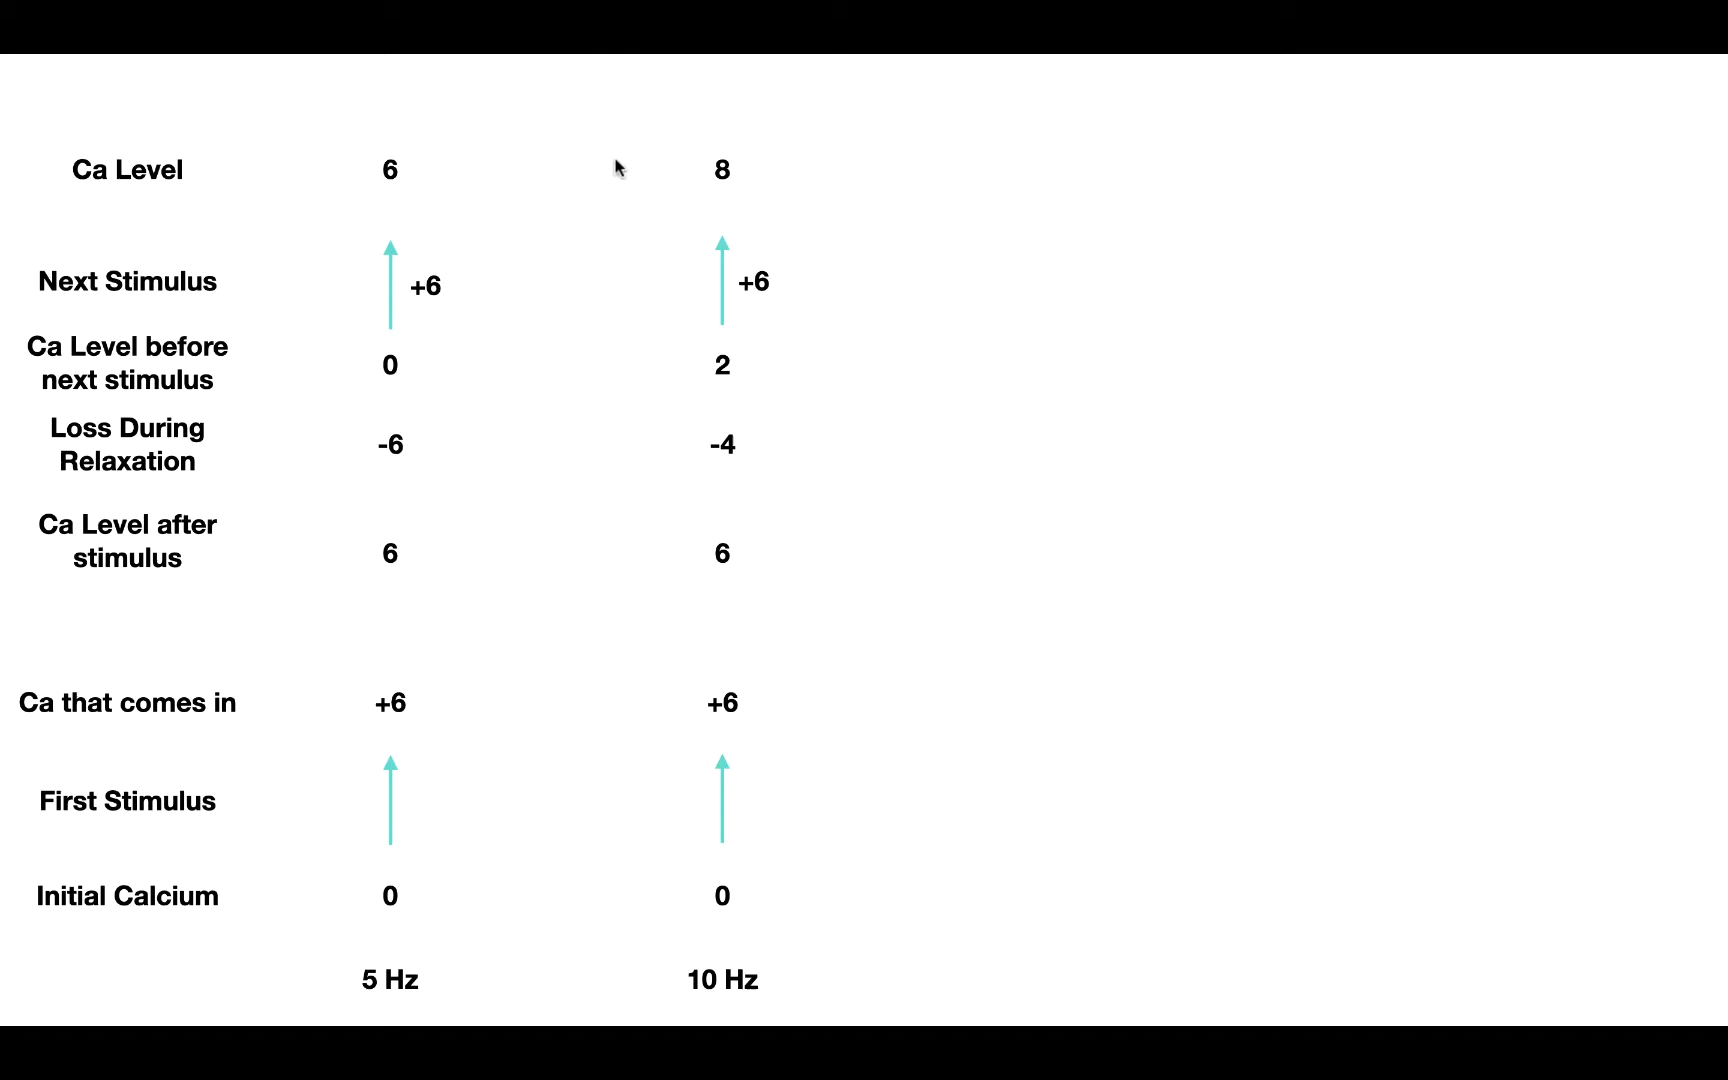 Ca Level 6 8
Next Stimulus +6 +6
Ca Level before
next stimulus 0 2
Loss During
Relaxation -6 -4
Ca Level after
stimulus 6 6
Ca that comes in +6 +6
First Stimulus
Initial Calcium 0 0
5 Hz 10 Hz